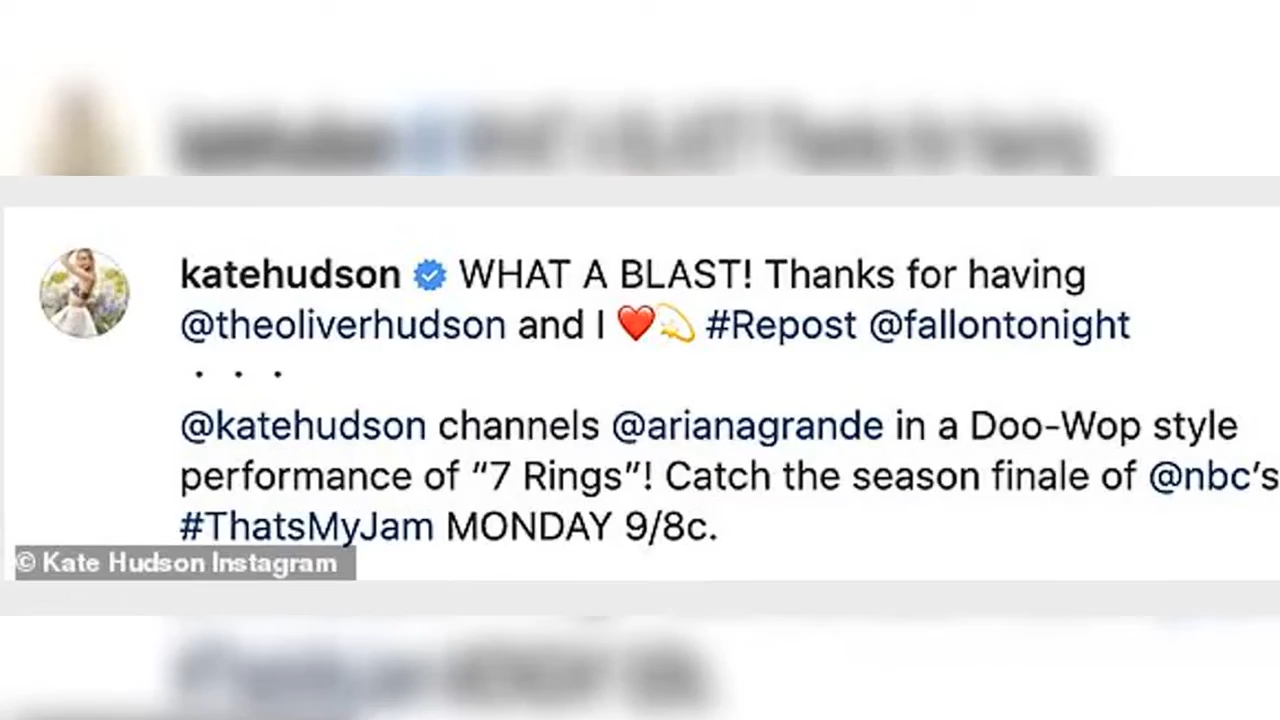 katehudson WHAT A BLAST! Thanks for having
@theoliverhudson and I ❤️💫 #Repost @fallontonight
· · ·
@katehudson channels @arianagrande in a Doo-Wop style
performance of “7 Rings”! Catch the season finale of @nbc’s
#ThatsMyJam MONDAY 9/8c.
© Kate Hudson Instagram